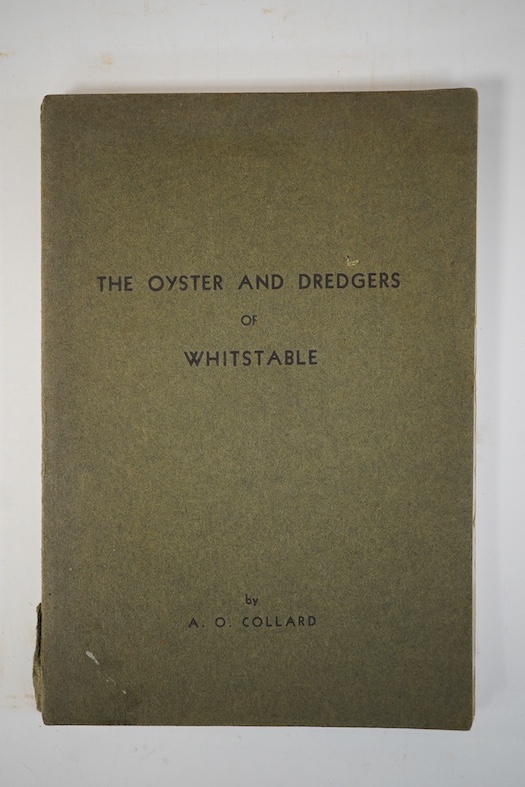 THE OYSTER AND DREDGERS
OF
WHITSTABLE
by
A. O. COLLARD